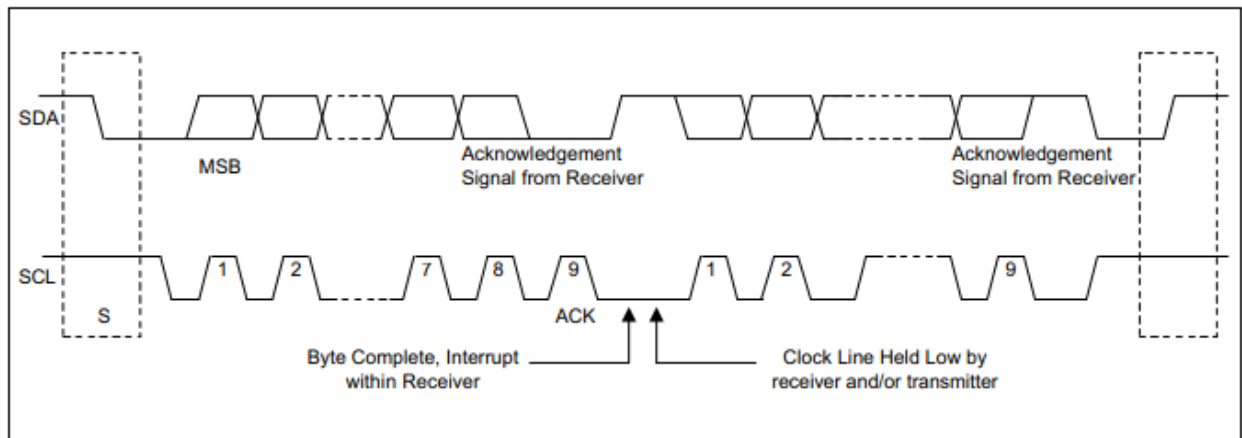 SDA
MSB
Acknowledgement
Signal from Receiver
Acknowledgement
Signal from Receiver
SCL
1
2
7
8
9
1
2
9
S
ACK
Byte Complete, Interrupt
within Receiver
Clock Line Held Low by
receiver and/or transmitter